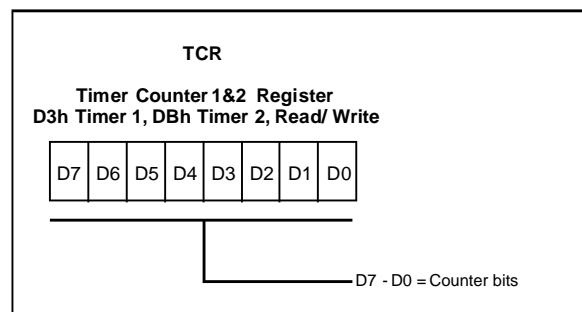 TCR
Timer Counter 1&2 Register
D3h Timer 1, DBh Timer 2, Read/ Write
D7 D6 D5 D4 D3 D2 D1 D0
D7 - D0 = Counter bits